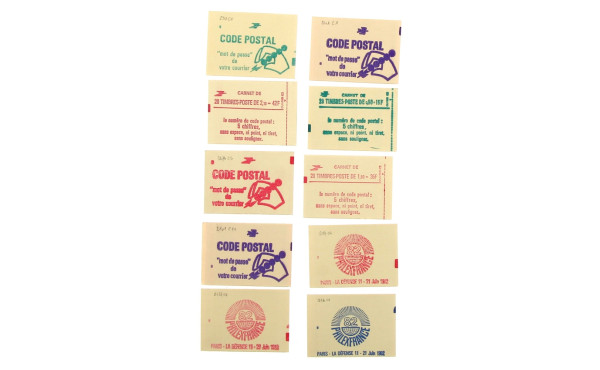 CODE POSTAL
"mot de passe"
de
votre courrier
CODE POSTAL
"mot de passe"
de
votre courrier
CARNET DE
20 TIMBRES-POSTE DE
le numéro de code postal :
5 chiffres,
sans espace, ni point, ni tiret,
sans souligner.
CARNET DE
20 TIMBRES-POSTE DE
le numéro de code postal :
5 chiffres,
sans espace, ni point, ni tiret,
sans souligner.
CODE POSTAL
"mot de passe"
de
votre courrier
CARNET DE
20 TIMBRES-POSTE DE
le numéro de code postal :
5 chiffres,
sans espace, ni point, ni tiret,
sans souligner.
CODE POSTAL
"mot de passe"
de
votre courrier
82
PHILEXFRANCE
PARIS - LA DÉFENSE 11 - 21 Juin 1982
82
PHILEXFRANCE
PARIS - LA DÉFENSE 11 - 21 Juin 1982
82
PHILEXFRANCE
PARIS - LA DÉFENSE 11 - 21 Juin 1982